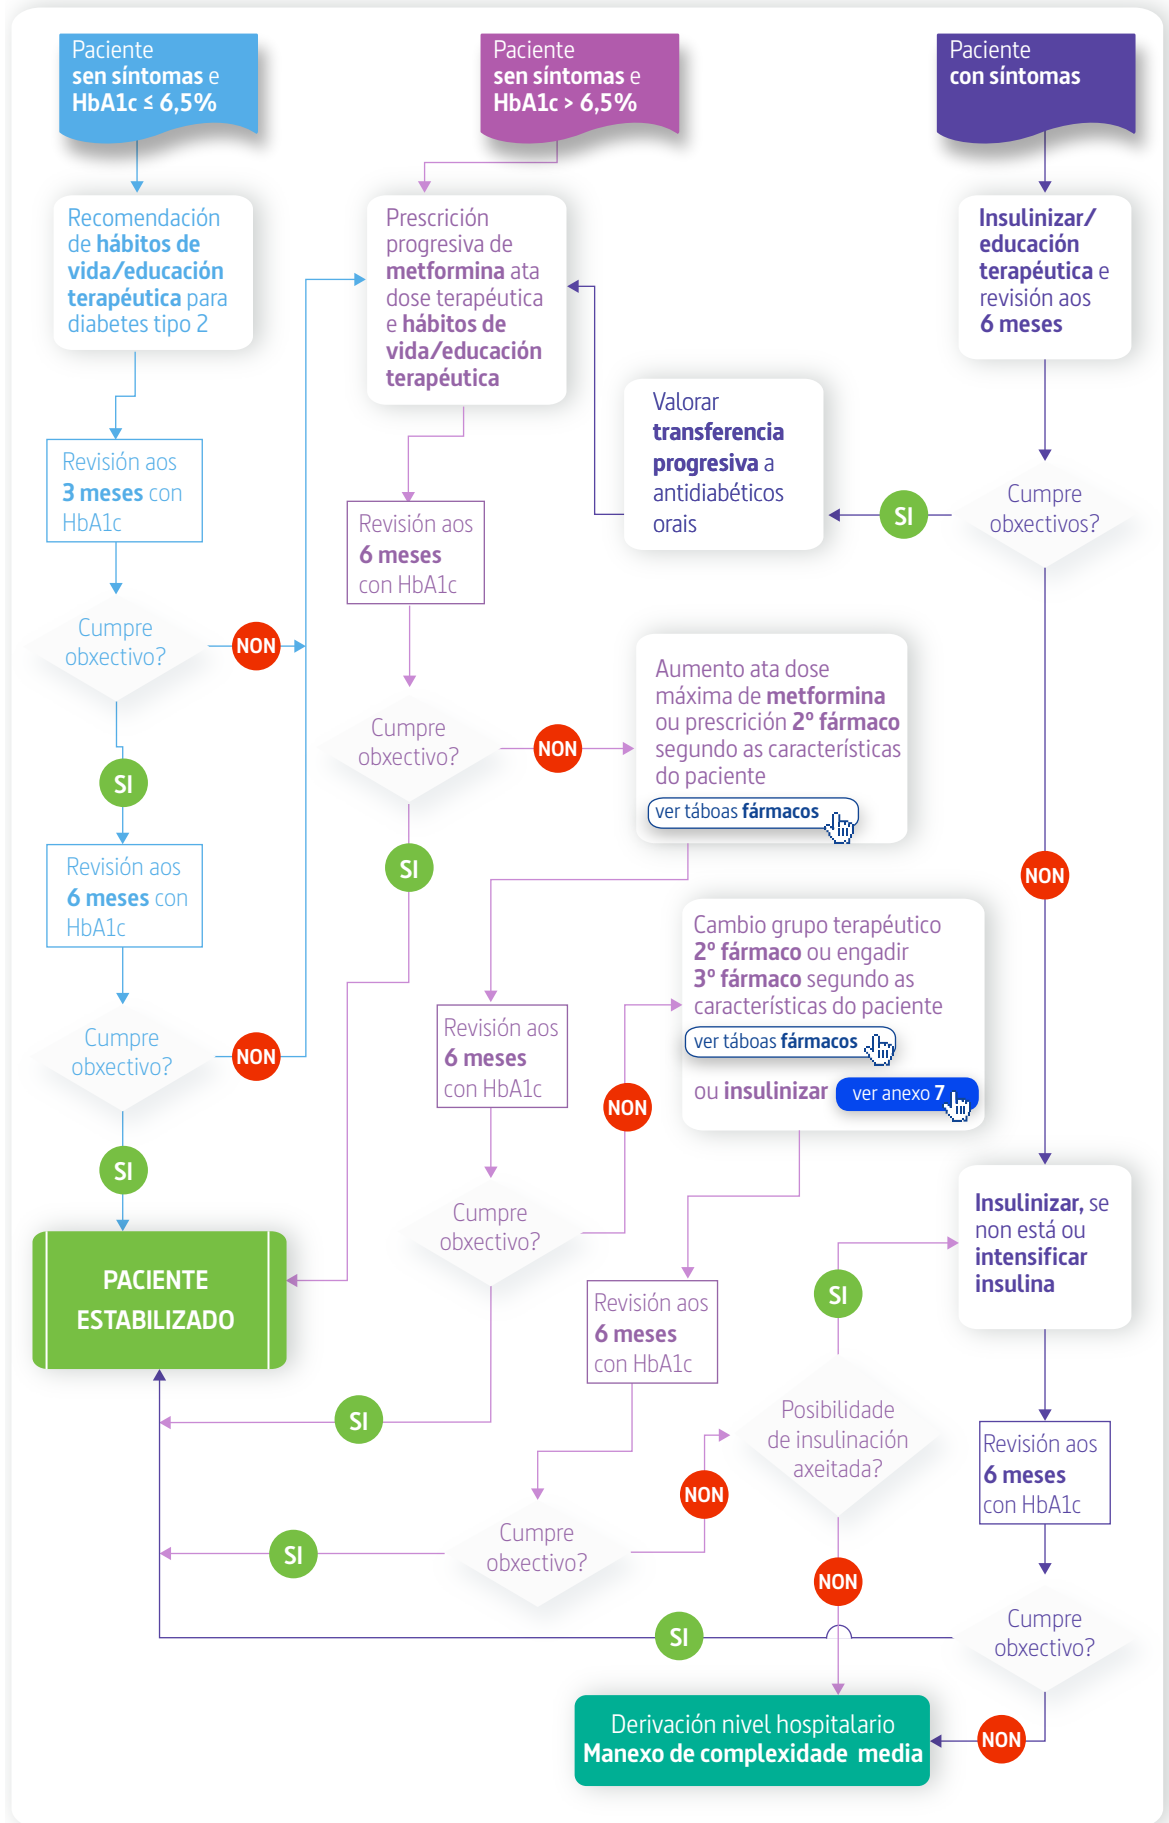 Paciente
sen síntomas e
HbA1c ≤ 6,5%
Paciente
sen síntomas e
HbA1c > 6,5%
Paciente
con síntomas
Recomendación
de hábitos de
vida/educación
terapéutica para
diabetes tipo 2
Prescrición
progresiva de
metformina ata
dose terapéutica
e hábitos de
vida/educación
terapéutica
Insulinizar/
educación
terapéutica e
revisión aos
6 meses
Valorar
transferencia
progresiva a
antidiabéticos
orais
SI
Cumpre
obxectivos?
Revisión aos
3 meses con
HbA1c
Revisión aos
6 meses
con HbA1c
Cumpre
obxectivo?
NON
Aumento ata dose
máxima de metformina
ou prescrición 2º fármaco
segundo as características
do paciente
ver táboas fármacos
Cumpre
obxectivo?
NON
SI
SI
NON
Revisión aos
6 meses con
HbA1c
Cambio grupo terapéutico
2º fármaco ou engadir
3º fármaco segundo as
características do paciente
ver táboas fármacos
ou insulinizar
ver anexo 7
Revisión aos
6 meses
con HbA1c
Cumpre
obxectivo?
NON
NON
SI
Cumpre
obxectivo?
Insulinizar, se
non está ou
intensificar
insulina
PACIENTE
ESTABILIZADO
Revisión aos
6 meses
con HbA1c
SI
SI
Posibilidade
de insulinación
axeitada?
Revisión aos
6 meses
con HbA1c
NON
Cumpre
obxectivo?
SI
NON
Cumpre
obxectivo?
SI
Derivación nivel hospitalario
Manexo de complexidade media
NON